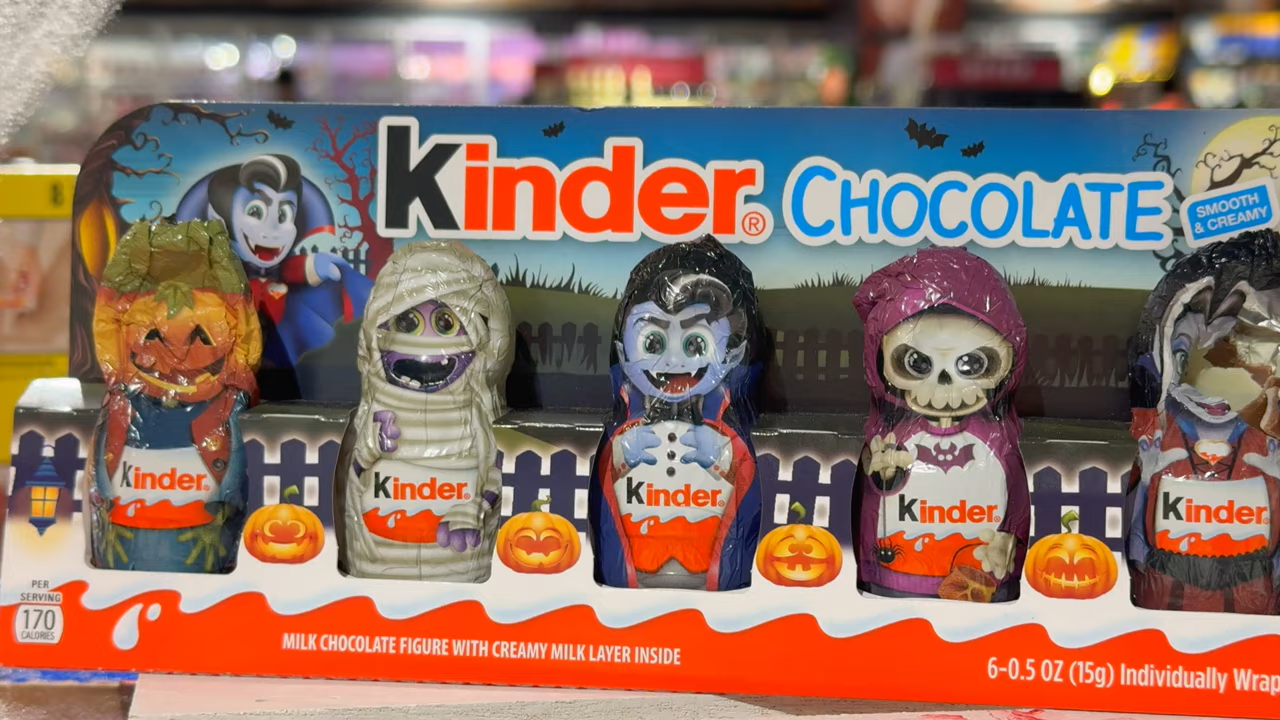 Kinder® CHOCOLATE
SMOOTH
& CREAMY
Kinder®
Kinder®
Kinder®
Kinder®
Kinder®
PER
SERVING
170
CALORIES
MILK CHOCOLATE FIGURE WITH CREAMY MILK LAYER INSIDE
6-0.5 OZ (15g) Individually Wrap